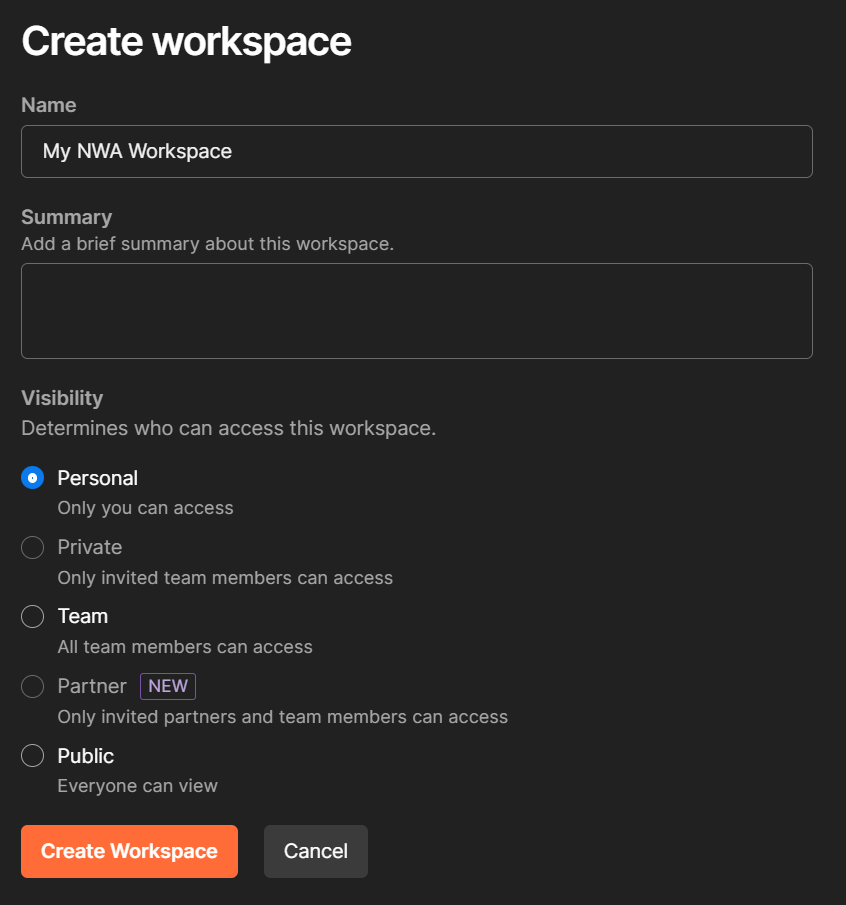 Create workspace
Name
My NWA Workspace
Summary
Add a brief summary about this workspace.
Visibility
Determines who can access this workspace.
Personal
Only you can access
Private
Only invited team members can access
Team
All team members can access
Partner NEW
Only invited partners and team members can access
Public
Everyone can view
Create Workspace Cancel